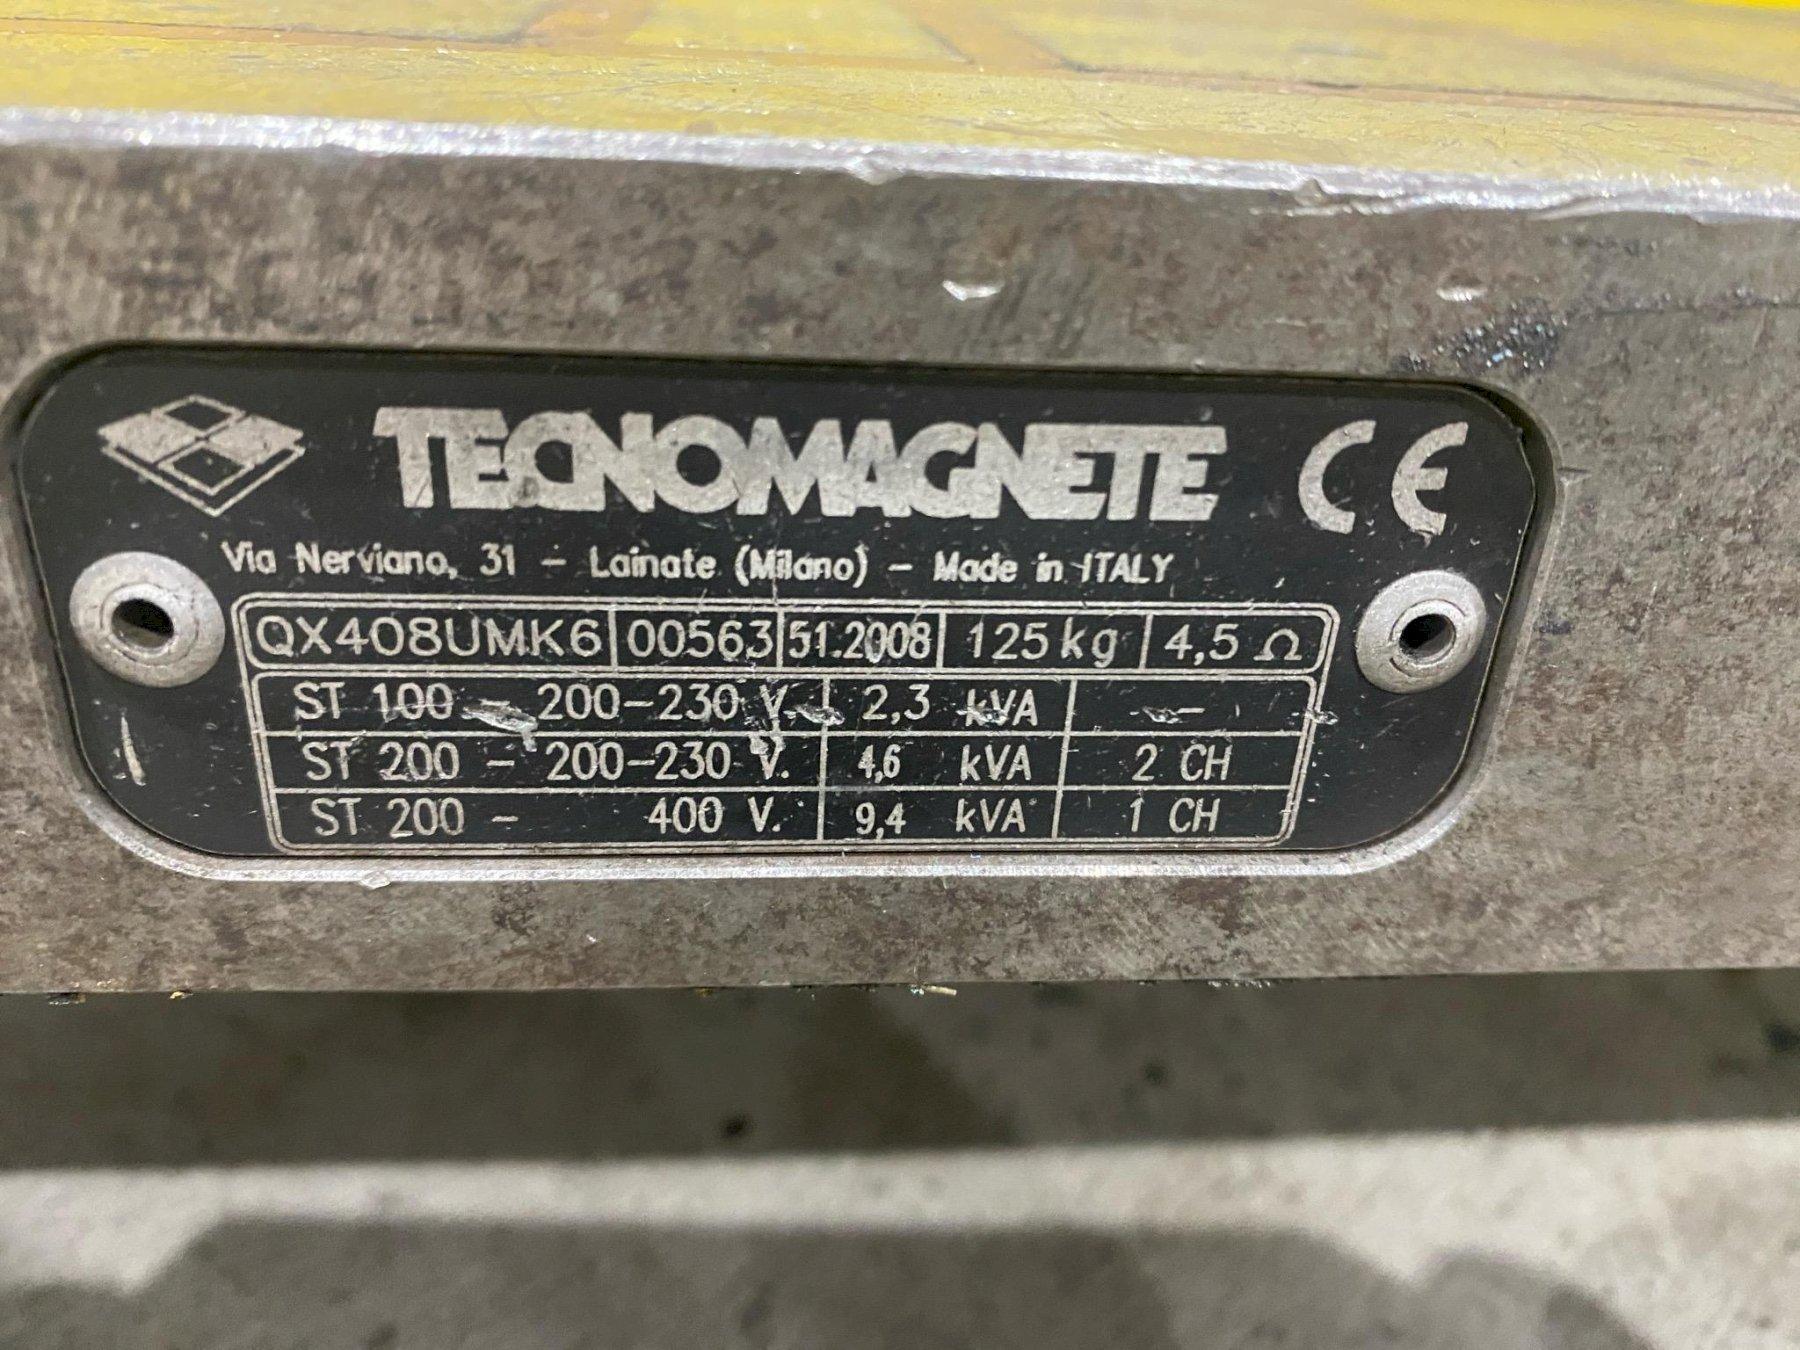 TECNOMAGNETE CE
Via Nerviano, 31 - Lainate (Milano) - Made in ITALY
QX408UMK6 00563 51.2008 125kg 4,5 Ω
ST 100 - 200-230 V. 2,3 kVA --
ST 200 - 200-230 V. 4,6 kVA 2 CH
ST 200 - 400 V. 9,4 kVA 1 CH